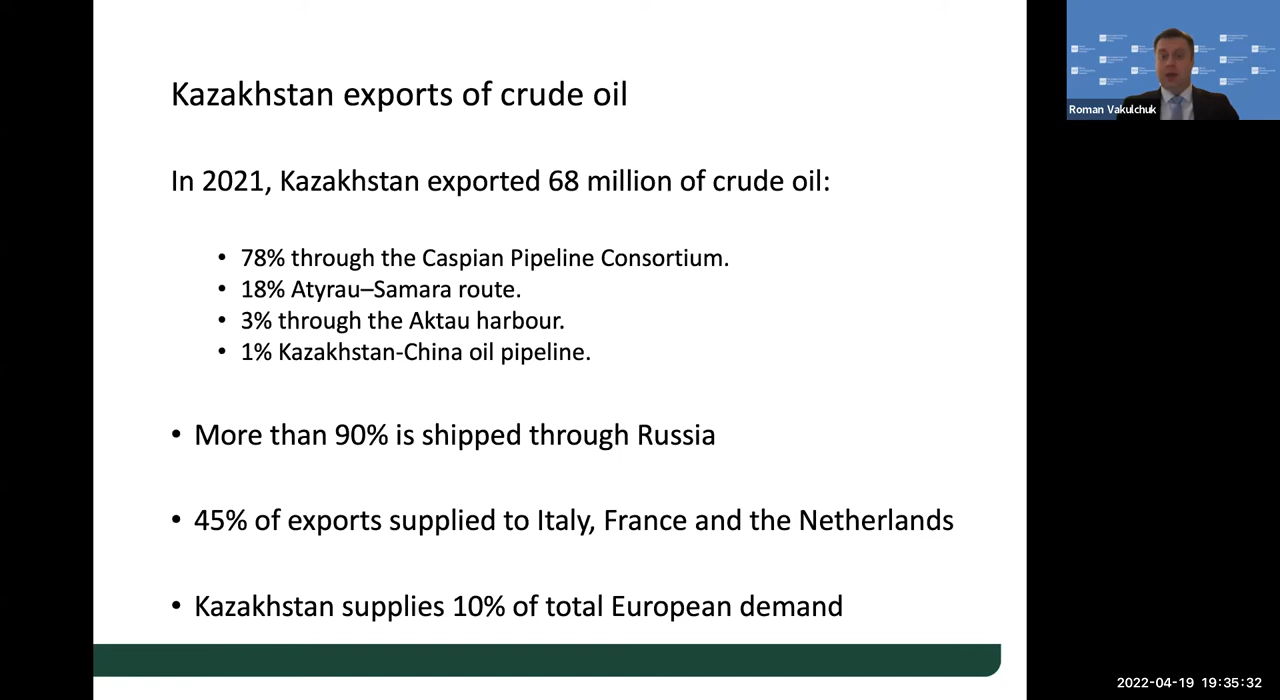 Kazakhstan exports of crude oil
In 2021, Kazakhstan exported 68 million of crude oil:
• 78% through the Caspian Pipeline Consortium.
• 18% Atyrau–Samara route.
• 3% through the Aktau harbour.
• 1% Kazakhstan-China oil pipeline.
• More than 90% is shipped through Russia
• 45% of exports supplied to Italy, France and the Netherlands
• Kazakhstan supplies 10% of total European demand
Roman Vakulchuk
2022-04-19 19:35:32